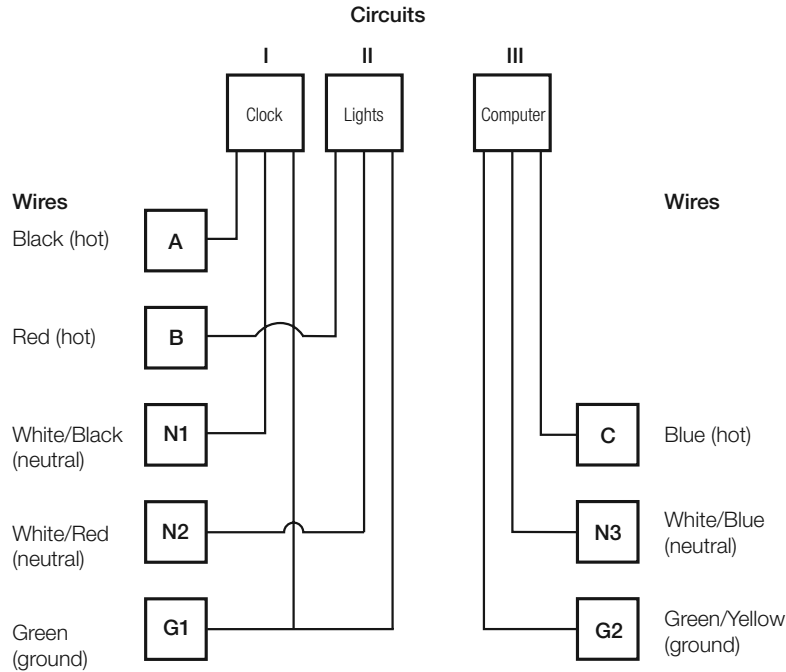 Circuits
I II III
Clock Lights Computer
Wires Wires
Black (hot) A
Red (hot) B
White/Black N1 C Blue (hot)
(neutral)
White/Red N2 N3 White/Blue
(neutral) (neutral)
Green G1 G2 Green/Yellow
(ground) (ground)